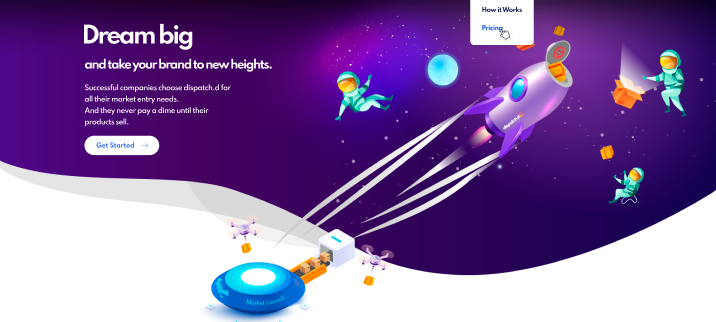 How it Works
Pricing
Dream big
and take your brand to new heights.
Successful companies choose dispatch.d for
all their market entry needs.
And they never pay a dime until their
products sell.
Get Started
Market Launch